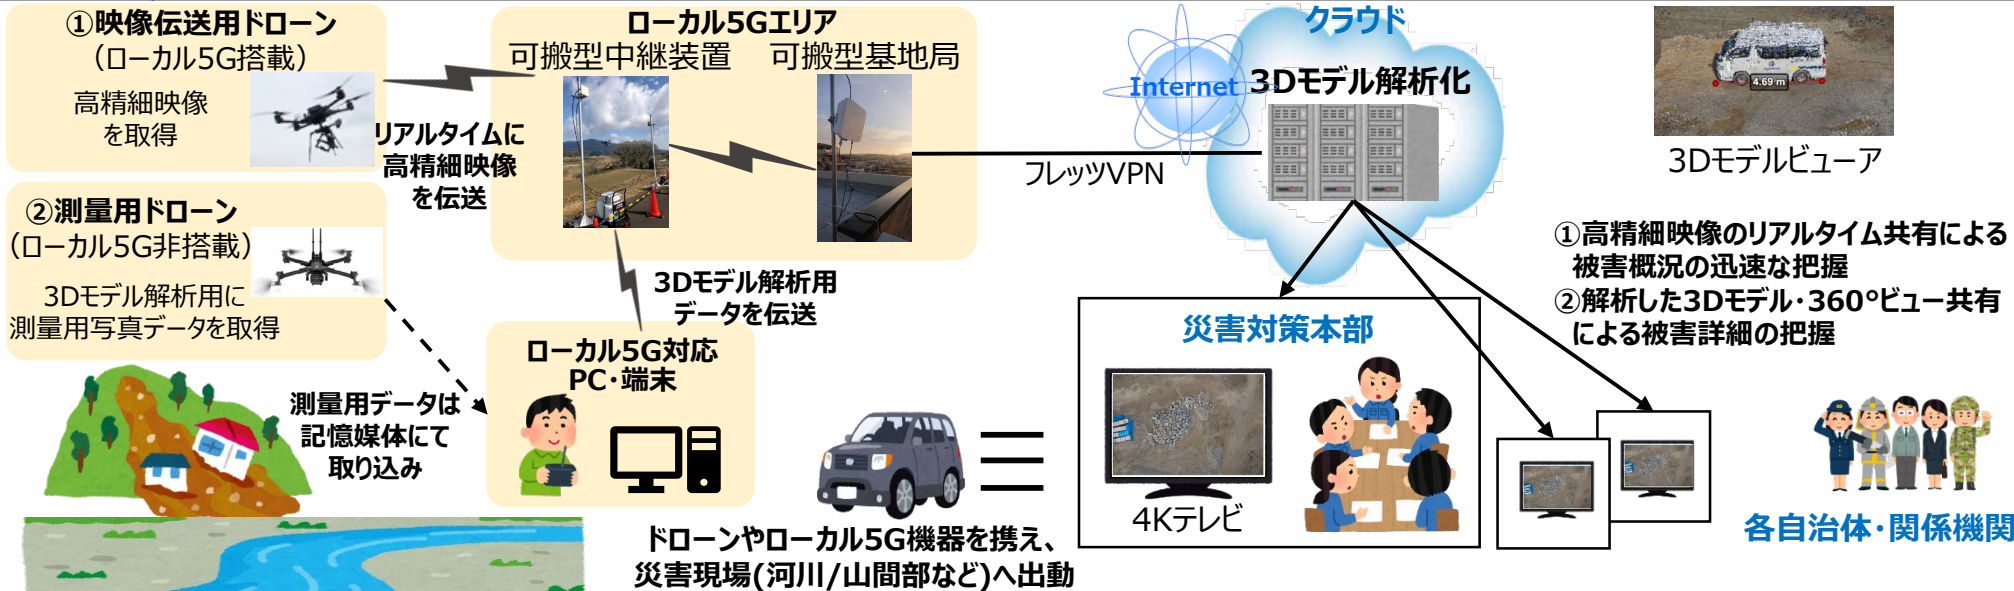 ①映像伝送用ドローン
（ローカル5G搭載）
高精細映像
を取得
リアルタイムに
高精細映像
を伝送
②測量用ドローン
（ローカル5G非搭載）
3Dモデル解析用に
測量用写真データを取得
測量用データは
記憶媒体にて
取り込み
ローカル5Gエリア
可搬型中継装置
可搬型基地局
3Dモデル解析用
データを伝送
ローカル5G対応
PC・端末
ドローンやローカル5G機器を携え、
災害現場(河川/山間部など)へ出動
フレッツVPN
Internet
クラウド
3Dモデル解析化
災害対策本部
4Kテレビ
4.69 m
3Dモデルビューア
①高精細映像のリアルタイム共有による
被害概況の迅速な把握
②解析した3Dモデル・360°ビュー共有
による被害詳細の把握
各自治体・関係機関